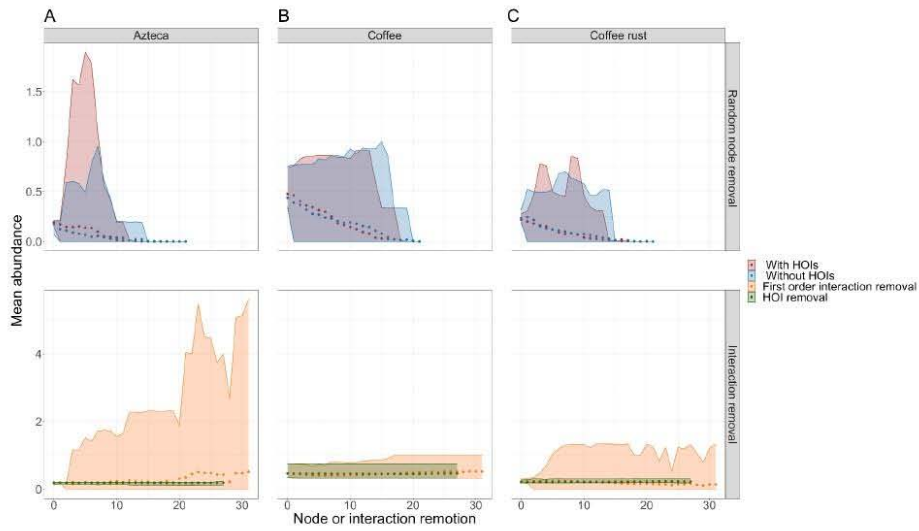 A
B
C
Azteca
Coffee
Coffee rust
Mean abundance
1.5
1.0
0.5
0.0
Random node removal
With HOIs
Without HOIs
First order interaction removal
HOI removal
4
2
0
Interaction removal
0 10 20 30 0 10 20 30 0 10 20 30
Node or interaction remotion